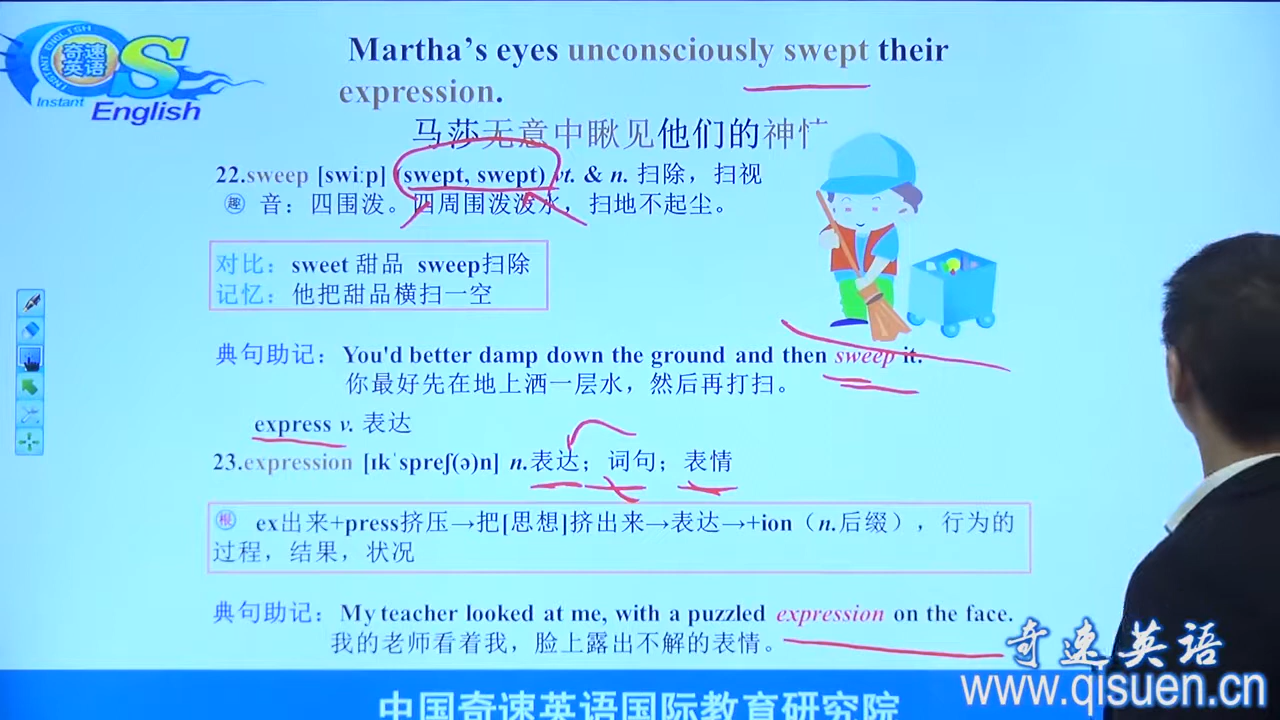 INSTANT ENGLISH
奇速
英语
S
Instant
English
Martha's eyes unconsciously swept their
expression.
马莎无意中瞅见他们的神情
22.sweep [swi:p] (swept, swept) vt. & n. 扫除，扫视
趣 音：四围泼。四周围泼泼水，扫地不起尘。
对比：sweet 甜品 sweep扫除
记忆：他把甜品横扫一空
典句助记：You'd better damp down the ground and then sweep it.
你最好先在地上洒一层水，然后再打扫。
express v. 表达
23.expression [ɪkˈspreʃ(ə)n] n.表达；词句；表情
根 ex出来+press挤压→把[思想]挤出来→表达→+ion（n.后缀），行为的
过程，结果，状况
典句助记：My teacher looked at me, with a puzzled expression on the face.
我的老师看着我，脸上露出不解的表情。
奇速英语
www.qisuen.cn
中国奇速英语国际教育研究院